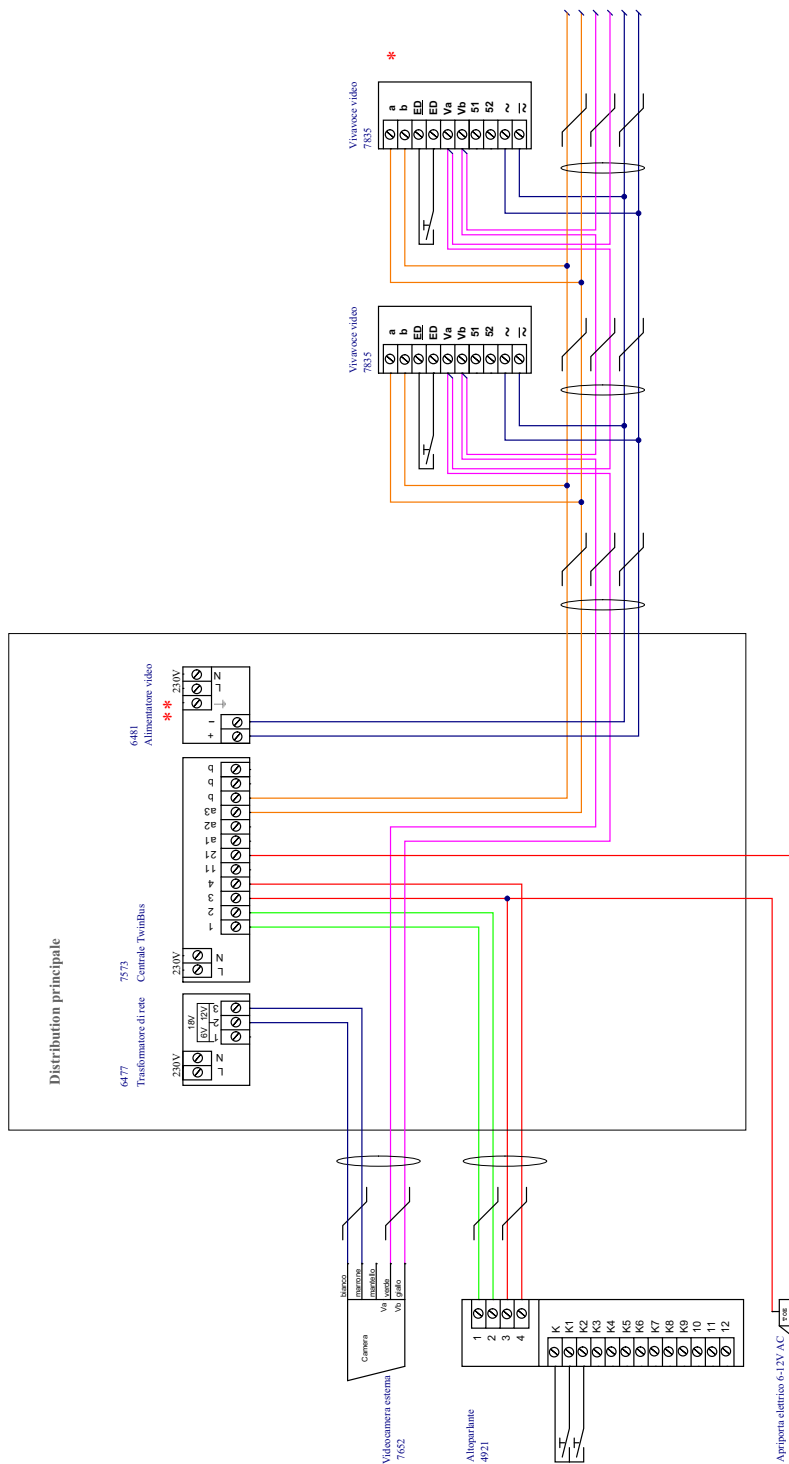 Vivavoce video
7835
*
a
b
ED
ED
Va
Vb
51
52
~
|~
Vivavoce video
7835
a
b
ED
ED
Va
Vb
51
52
~
|~
Distribution principale
6477
Trasformatore di rete
230V
L
N
18V
6V 12V
1
2
3
7573
Centrale TwinBus
230V
L
N
1
2
3
4
11
21
a1
a2
a3
b
b
b
6481
Alimentatore video
**
230V
L
N
+
−
Camera
bianco
marrone
mantello
Va verde
Vb giallo
Videocamera esterna
7652
Altoparlante
4921
1
2
3
4
K
K1
K2
K3
K4
K5
K6
K7
K8
K9
10
11
12
Apriporta elettrico 6-12V AC